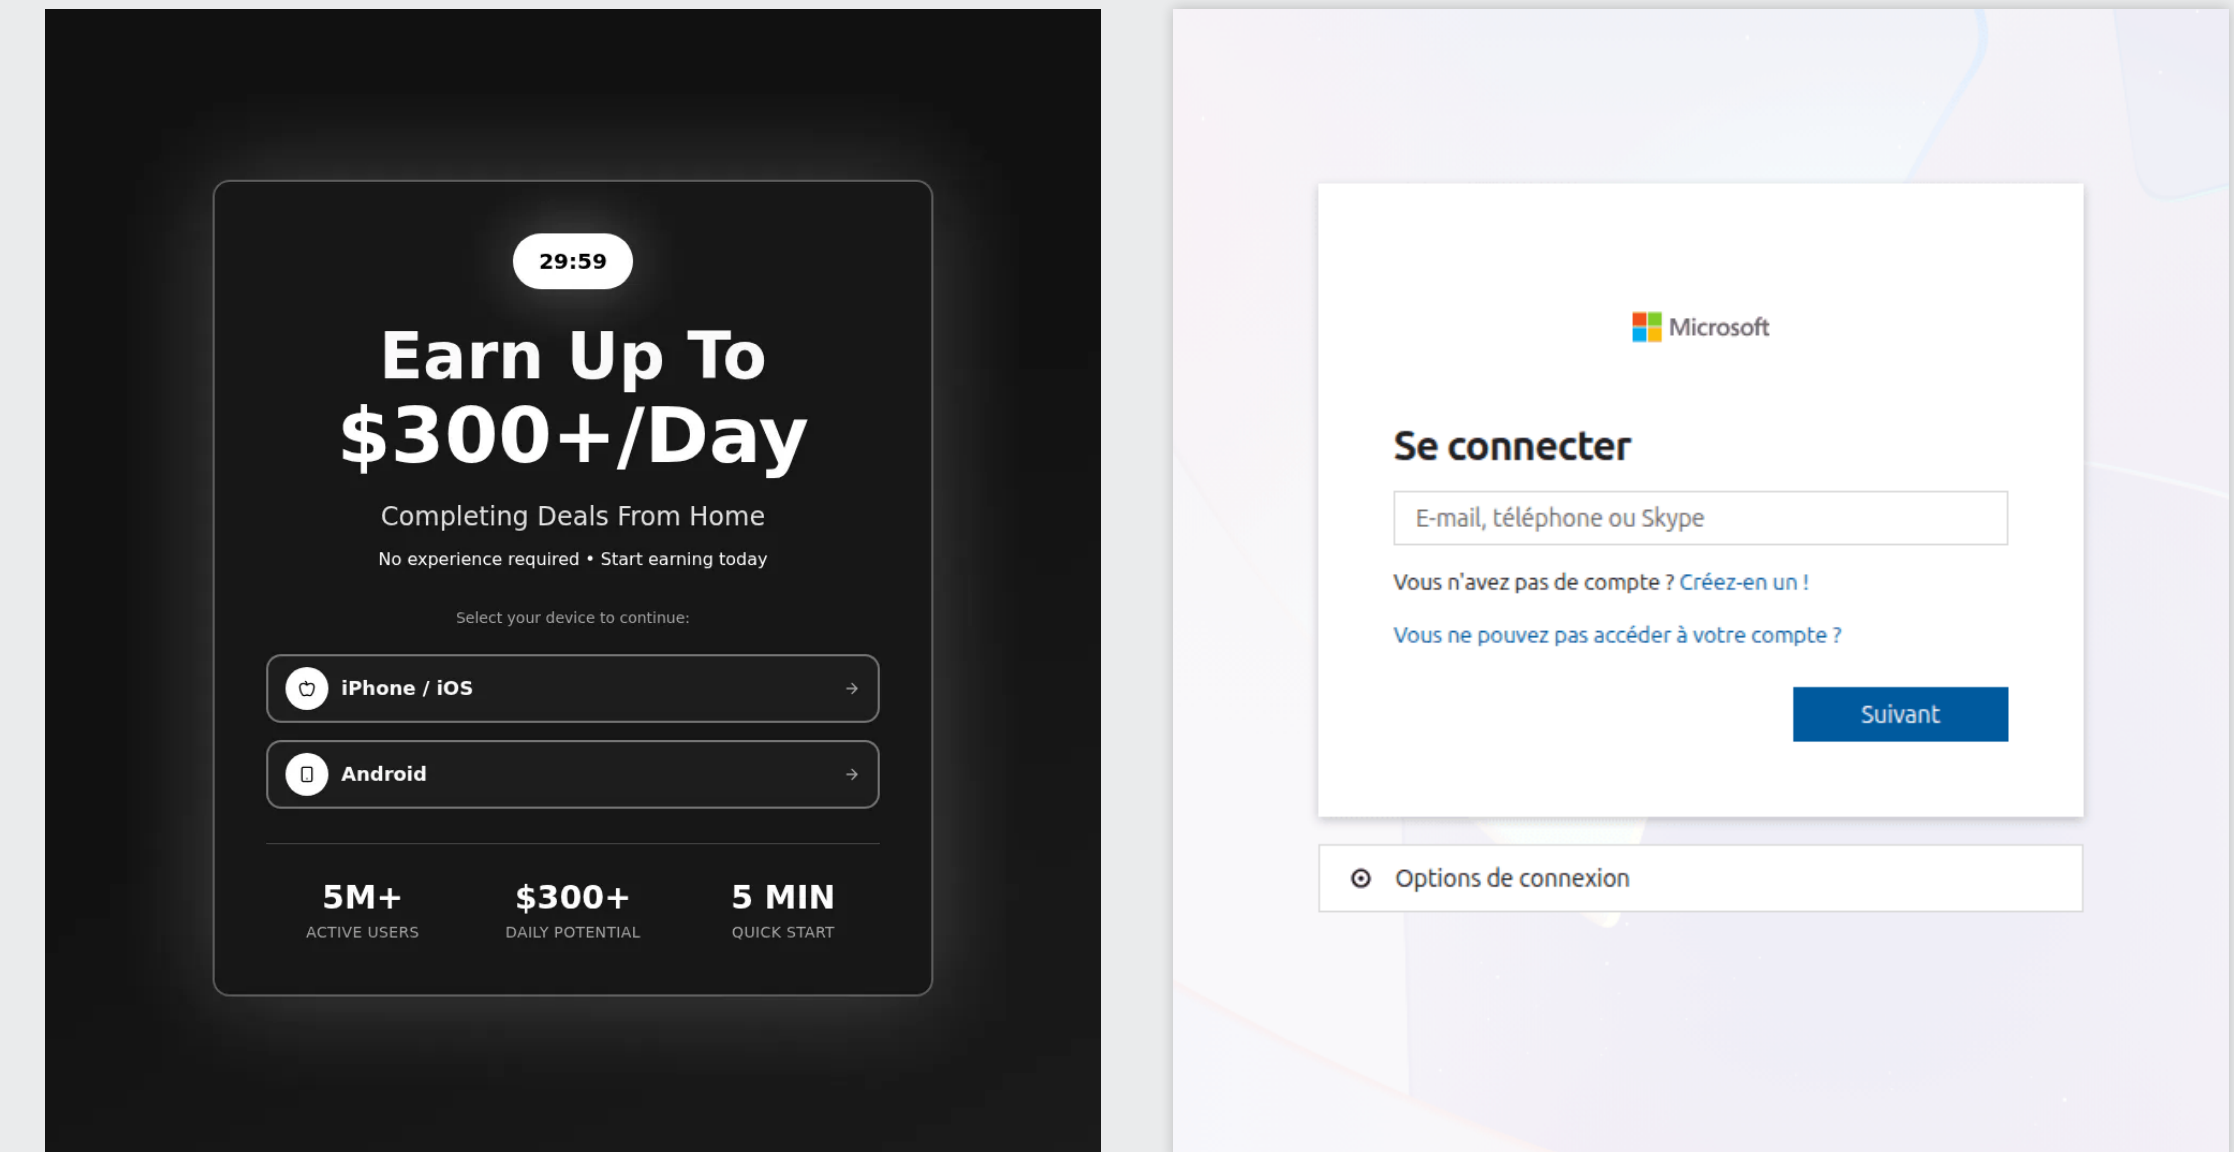 29:59
Earn Up To
$300+/Day
Completing Deals From Home
No experience required • Start earning today
Select your device to continue:
iPhone / iOS
Android
5M+ $300+ 5 MIN
ACTIVE USERS DAILY POTENTIAL QUICK START
Microsoft
Se connecter
E-mail, téléphone ou Skype
Vous n'avez pas de compte ? Créez-en un !
Vous ne pouvez pas accéder à votre compte ?
Suivant
Options de connexion